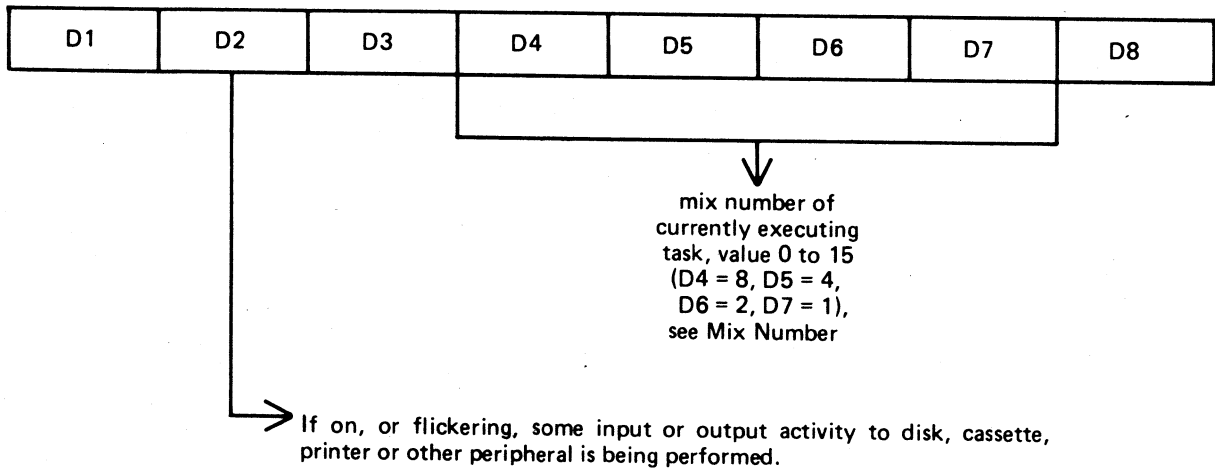 D1 D2 D3 D4 D5 D6 D7 D8
mix number of
currently executing
task, value 0 to 15
(D4 = 8, D5 = 4,
D6 = 2, D7 = 1),
see Mix Number
If on, or flickering, some input or output activity to disk, cassette,
printer or other peripheral is being performed.